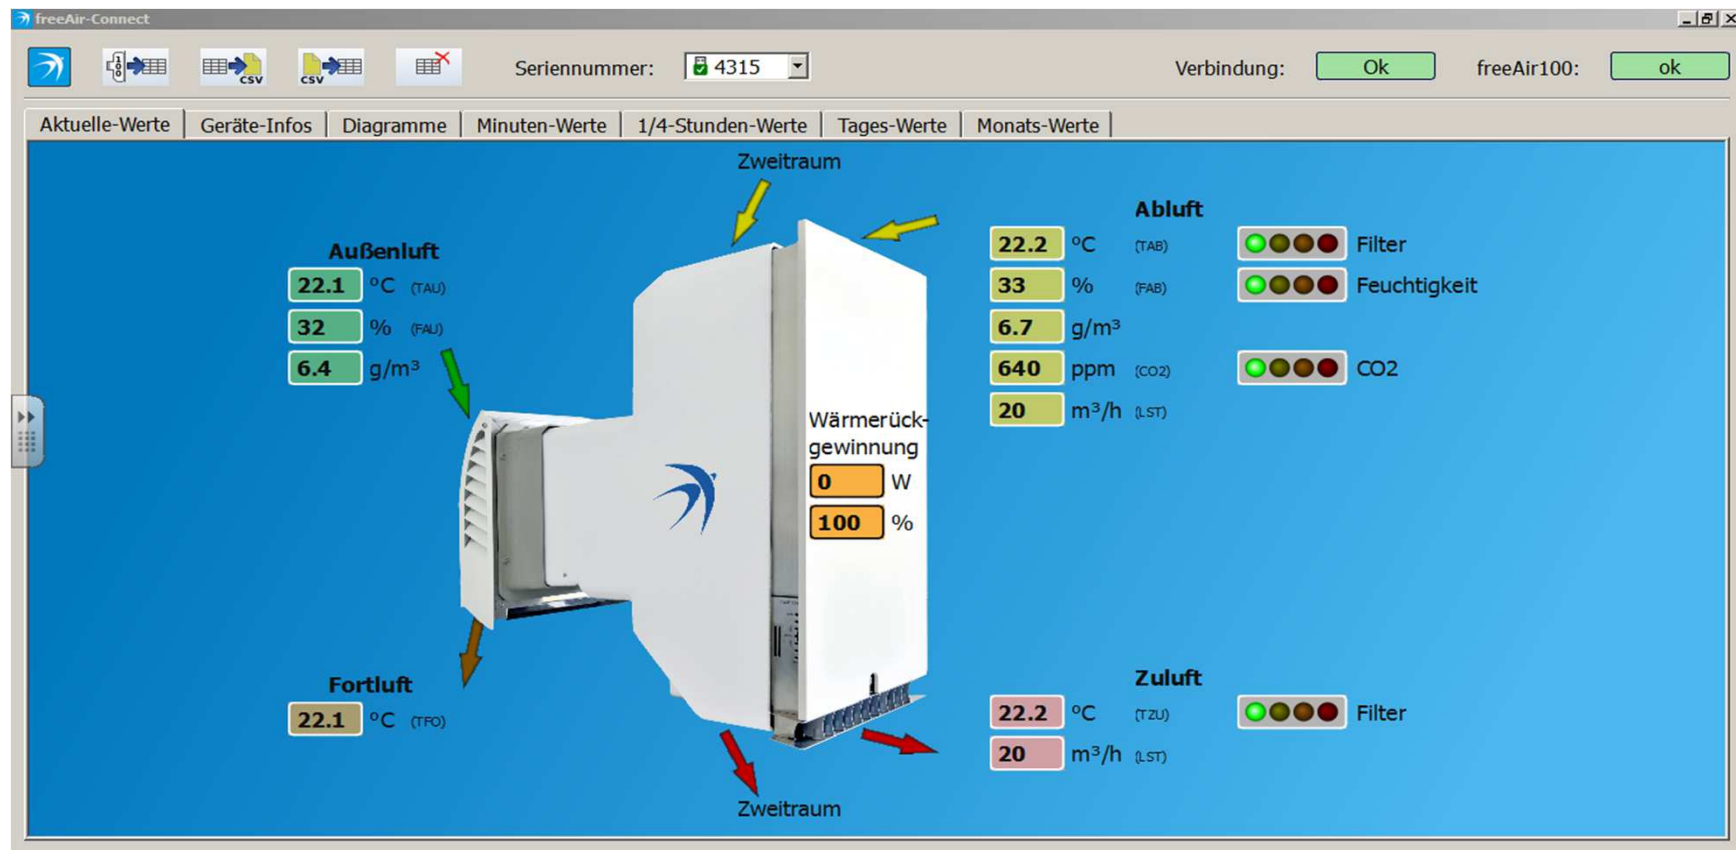 freeAir-Connect
CSV
CSV
Seriennummer: 4315 Verbindung: Ok freeAir100: ok
Aktuelle-Werte Geräte-Infos Diagramme Minuten-Werte 1/4-Stunden-Werte Tages-Werte Monats-Werte
Zweitraum
Außenluft
22.1 °C (TAU)
32 % (FAU)
6.4 g/m³
Abluft
22.2 °C (TAB) Filter
33 % (FAB) Feuchtigkeit
6.7 g/m³
640 ppm (CO2) CO2
20 m³/h (LST)
Wärmerück-
gewinnung
0 W
100 %
Fortluft
22.1 °C (TFO)
Zuluft
22.2 °C (TZU) Filter
20 m³/h (LST)
Zweitraum